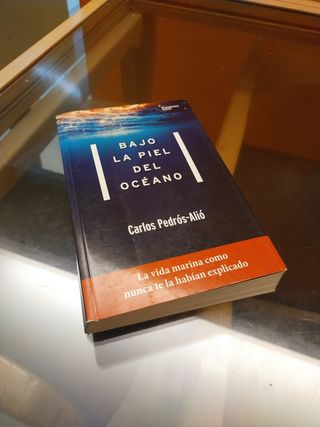 BAJO
LA PIEL
DEL
OCÉANO
Carlos Pedrós-Alió
La vida marina como
nunca te la habían explicado